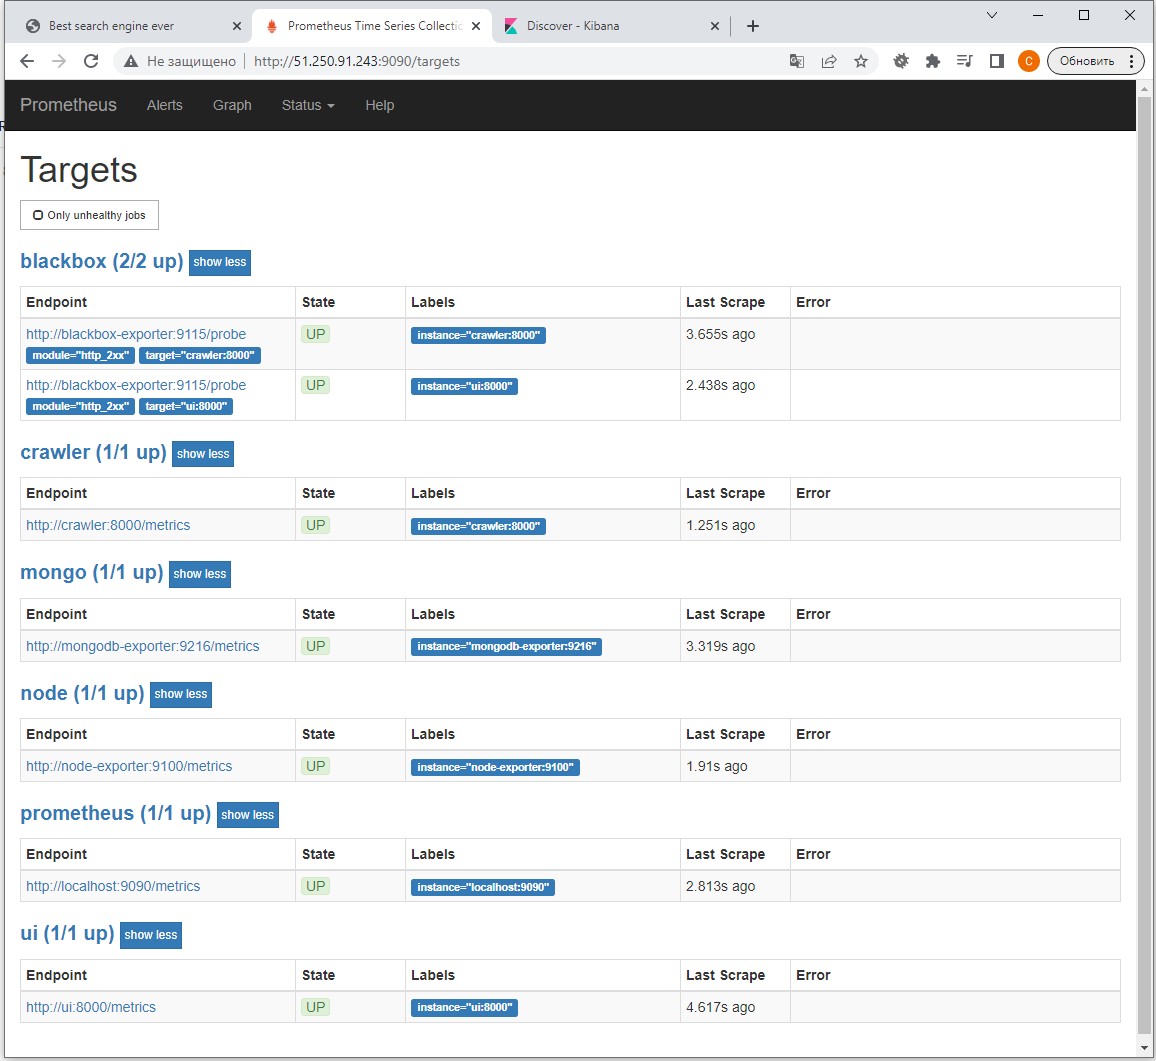 Best search engine ever
Prometheus Time Series Collectic
Discover - Kibana
Не защищено http://51.250.91.243:9090/targets
С Обновить
Prometheus Alerts Graph Status Help
Targets
Only unhealthy jobs
blackbox (2/2 up) show less
Endpoint State Labels Last Scrape Error
http://blackbox-exporter:9115/probe UP instance="crawler:8000" 3.655s ago
module="http_2xx" target="crawler:8000"
http://blackbox-exporter:9115/probe UP instance="ui:8000" 2.438s ago
module="http_2xx" target="ui:8000"
crawler (1/1 up) show less
Endpoint State Labels Last Scrape Error
http://crawler:8000/metrics UP instance="crawler:8000" 1.251s ago
mongo (1/1 up) show less
Endpoint State Labels Last Scrape Error
http://mongodb-exporter:9216/metrics UP instance="mongodb-exporter:9216" 3.319s ago
node (1/1 up) show less
Endpoint State Labels Last Scrape Error
http://node-exporter:9100/metrics UP instance="node-exporter:9100" 1.91s ago
prometheus (1/1 up) show less
Endpoint State Labels Last Scrape Error
http://localhost:9090/metrics UP instance="localhost:9090" 2.813s ago
ui (1/1 up) show less
Endpoint State Labels Last Scrape Error
http://ui:8000/metrics UP instance="ui:8000" 4.617s ago